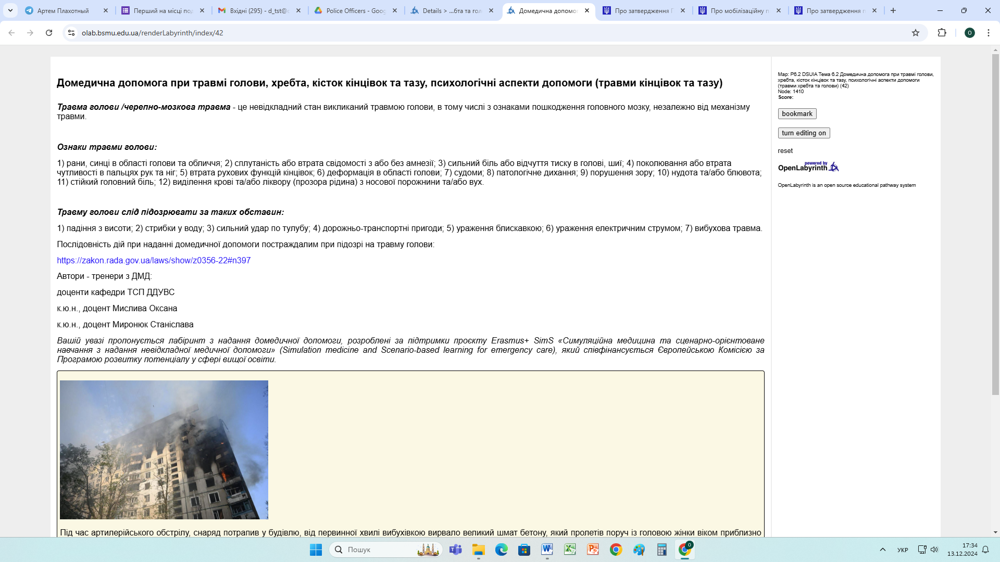 Артем Плахотный
Перший на місці под
Вхідні (295) - d_tst@
Police Officers - Goog
Details > ...бта та гол
Домедична допомо
Про затвердження П
Про мобілізаційну п
Про затвердження п
olab.bsmu.edu.ua/renderLabyrinth/index/42
Домедична допомога при травмі голови, хребта, кісток кінцівок та тазу, психологічні аспекти допомоги (травми кінцівок та тазу)
Травма голови /черепно-мозкова травма - це невідкладний стан викликаний травмою голови, в тому числі з ознаками пошкодження головного мозку, незалежно від механізму
травми.
Ознаки травми голови:
1) рани, синці в області голови та обличчя; 2) сплутаність або втрата свідомості з або без амнезії; 3) сильний біль або відчуття тиску в голові, шиї; 4) поколювання або втрата
чутливості в пальцях рук та ніг; 5) втрата рухових функцій кінцівок; 6) деформація в області голови; 7) судоми; 8) патологічне дихання; 9) порушення зору; 10) нудота та/або блювота;
11) стійкий головний біль; 12) виділення крові та/або ліквору (прозора рідина) з носової порожнини та/або вух.
Травму голови слід підозрювати за таких обставин:
1) падіння з висоти; 2) стрибки у воду; 3) сильний удар по тулубу; 4) дорожньо-транспортні пригоди; 5) ураження блискавкою; 6) ураження електричним струмом; 7) вибухова травма.
Послідовність дій при наданні домедичної допомоги постраждалим при підозрі на травму голови:
https://zakon.rada.gov.ua/laws/show/z0356-22#n397
Автори - тренери з ДМД:
доценти кафедри ТСП ДДУВС
к.ю.н., доцент Мислива Оксана
к.ю.н., доцент Миронюк Станіслава
Вашій увазі пропонується лабіринт з надання домедичної допомоги, розроблені за підтримки проєкту Erasmus+ SimS «Симуляційна медицина та сценарно-орієнтоване
навчання з надання невідкладної медичної допомоги» (Simulation medicine and Scenario-based learning for emergency care), який співфінансується Європейською Комісією за
Програмою розвитку потенціалу у сфері вищої освіти.
Під час артилерійського обстрілу, снаряд потрапив у будівлю, від первинної хвилі вибухівкою вирвало великий шмат бетону, який пролетів поруч із головою жінки віком приблизно
Map: P6.2 DSUIA Тема 6.2 Домедична допомога при травмі голови,
хребта, кісток кінцівок та тазу, психологічні аспекти допомоги
(травми хребта та голови) (42)
Node: 1410
Score:
bookmark
turn editing on
reset
powered by
OpenLabyrinth
OpenLabyrinth is an open source educational pathway system
Пошук
УКР
17:34
13.12.2024